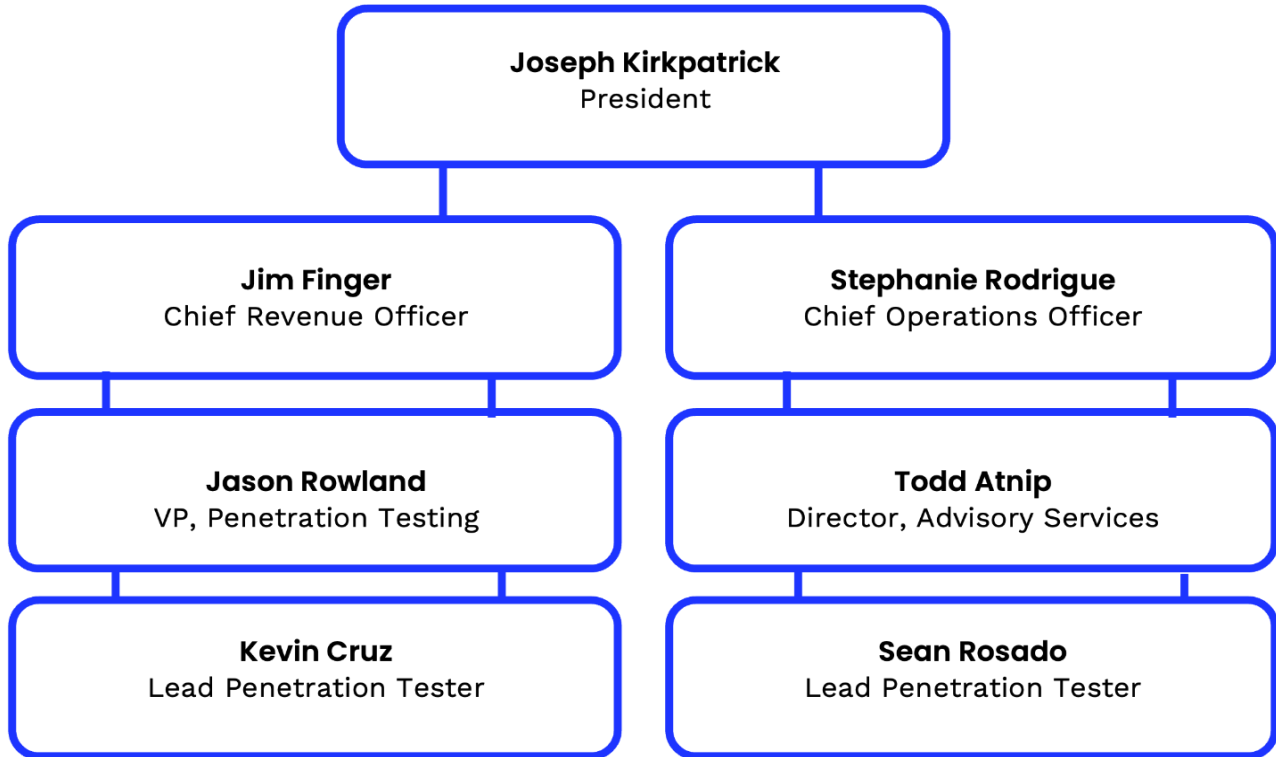 Joseph Kirkpatrick
President
Jim Finger
Chief Revenue Officer
Stephanie Rodrigue
Chief Operations Officer
Jason Rowland
VP, Penetration Testing
Todd Atnip
Director, Advisory Services
Kevin Cruz
Lead Penetration Tester
Sean Rosado
Lead Penetration Tester